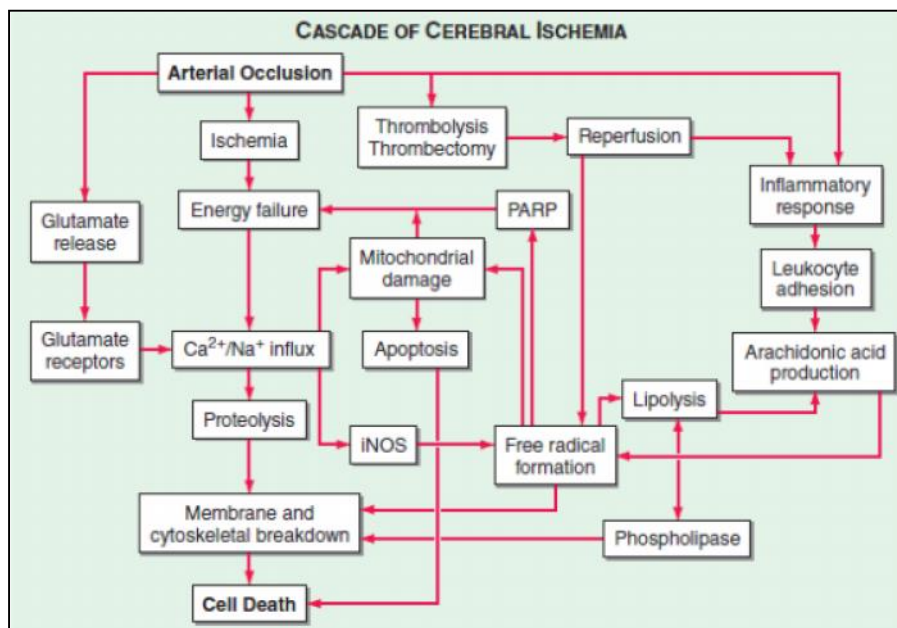 CASCADE OF CEREBRAL ISCHEMIA
Arterial Occlusion
Ischemia
Thrombolysis
Thrombectomy
Reperfusion
Inflammatory
response
Glutamate
release
Energy failure
PARP
Mitochondrial
damage
Leukocyte
adhesion
Glutamate
receptors
Ca²⁺/Na⁺ influx
Apoptosis
Arachidonic acid
production
Proteolysis
Lipolysis
iNOS
Free radical
formation
Membrane and
cytoskeletal breakdown
Phospholipase
Cell Death